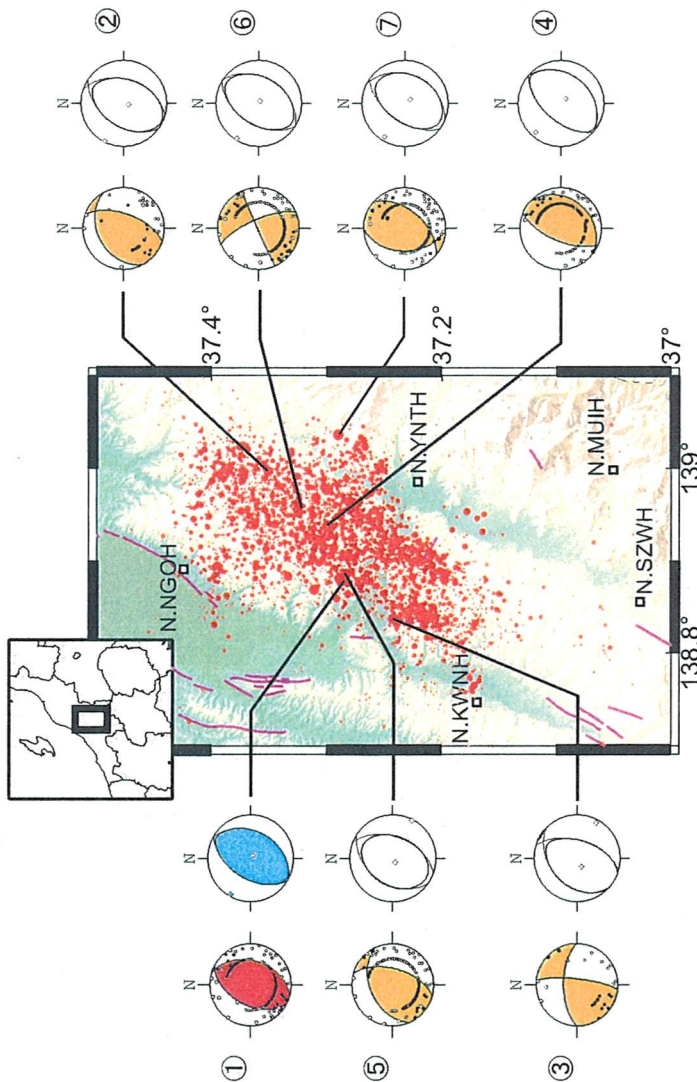 ② ⑥ ⑦ ④
N N N N
N N N N
37.4° 37.2° 37°
N.NGOH
N.YNTH
N.MUIH
N.KWNH
N.SZWH
138.8° 139°
N N N
N N N
① ⑤ ③